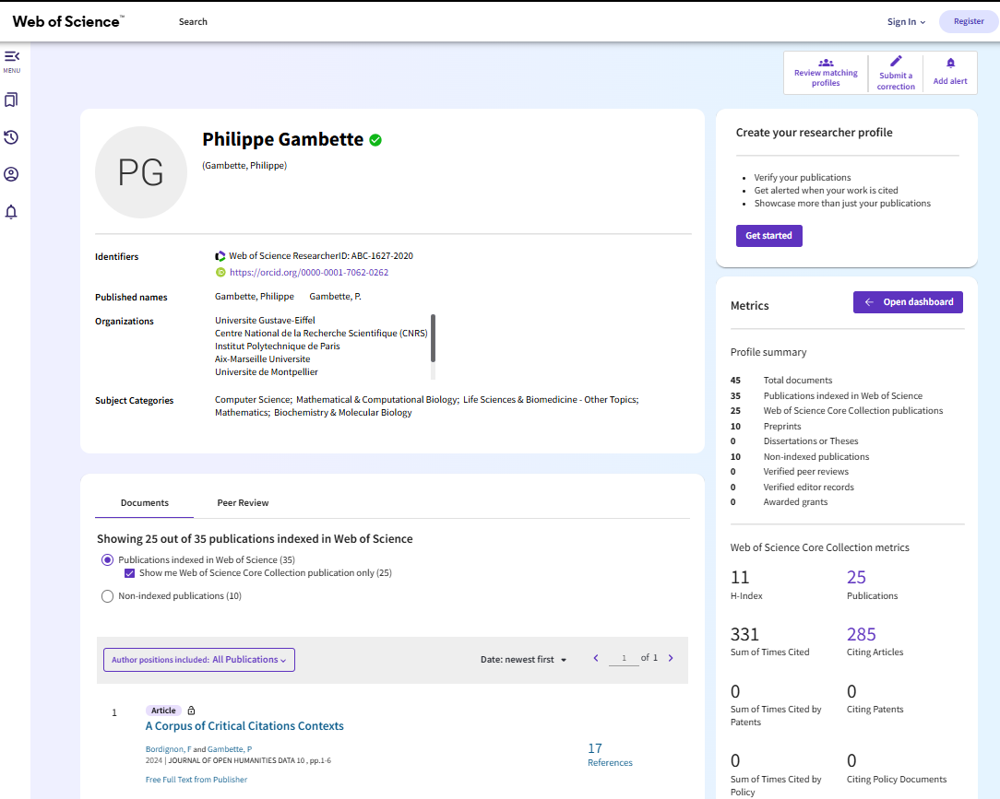 Web of Science™
Search
Sign In
Register
MENU
Review matching profiles
Submit a correction
Add alert
PG
Philippe Gambette
(Gambette, Philippe)
Identifiers
Web of Science ResearcherID: ABC-1627-2020
https://orcid.org/0000-0001-7062-0262
Published names
Gambette, Philippe Gambette, P.
Organizations
Universite Gustave-Eiffel
Centre National de la Recherche Scientifique (CNRS)
Institut Polytechnique de Paris
Aix-Marseille Universite
Universite de Montpellier
Subject Categories
Computer Science; Mathematical & Computational Biology; Life Sciences & Biomedicine - Other Topics;
Mathematics; Biochemistry & Molecular Biology
Documents
Peer Review
Showing 25 out of 35 publications indexed in Web of Science
Publications indexed in Web of Science (35)
Show me Web of Science Core Collection publication only (25)
Non-indexed publications (10)
Author positions included: All Publications
Date: newest first
1 of 1
1
Article
A Corpus of Critical Citations Contexts
Bordignon, F and Gambette, P
2024 | JOURNAL OF OPEN HUMANITIES DATA 10 , pp.1-6
Free Full Text from Publisher
17
References
Create your researcher profile
• Verify your publications
• Get alerted when your work is cited
• Showcase more than just your publications
Get started
Metrics
Open dashboard
Profile summary
45 Total documents
35 Publications indexed in Web of Science
25 Web of Science Core Collection publications
10 Preprints
0 Dissertations or Theses
10 Non-indexed publications
0 Verified peer reviews
0 Verified editor records
0 Awarded grants
Web of Science Core Collection metrics
11
H-Index
25
Publications
331
Sum of Times Cited
285
Citing Articles
0
Sum of Times Cited by
Patents
0
Citing Patents
0
Sum of Times Cited by
Policy
0
Citing Policy Documents